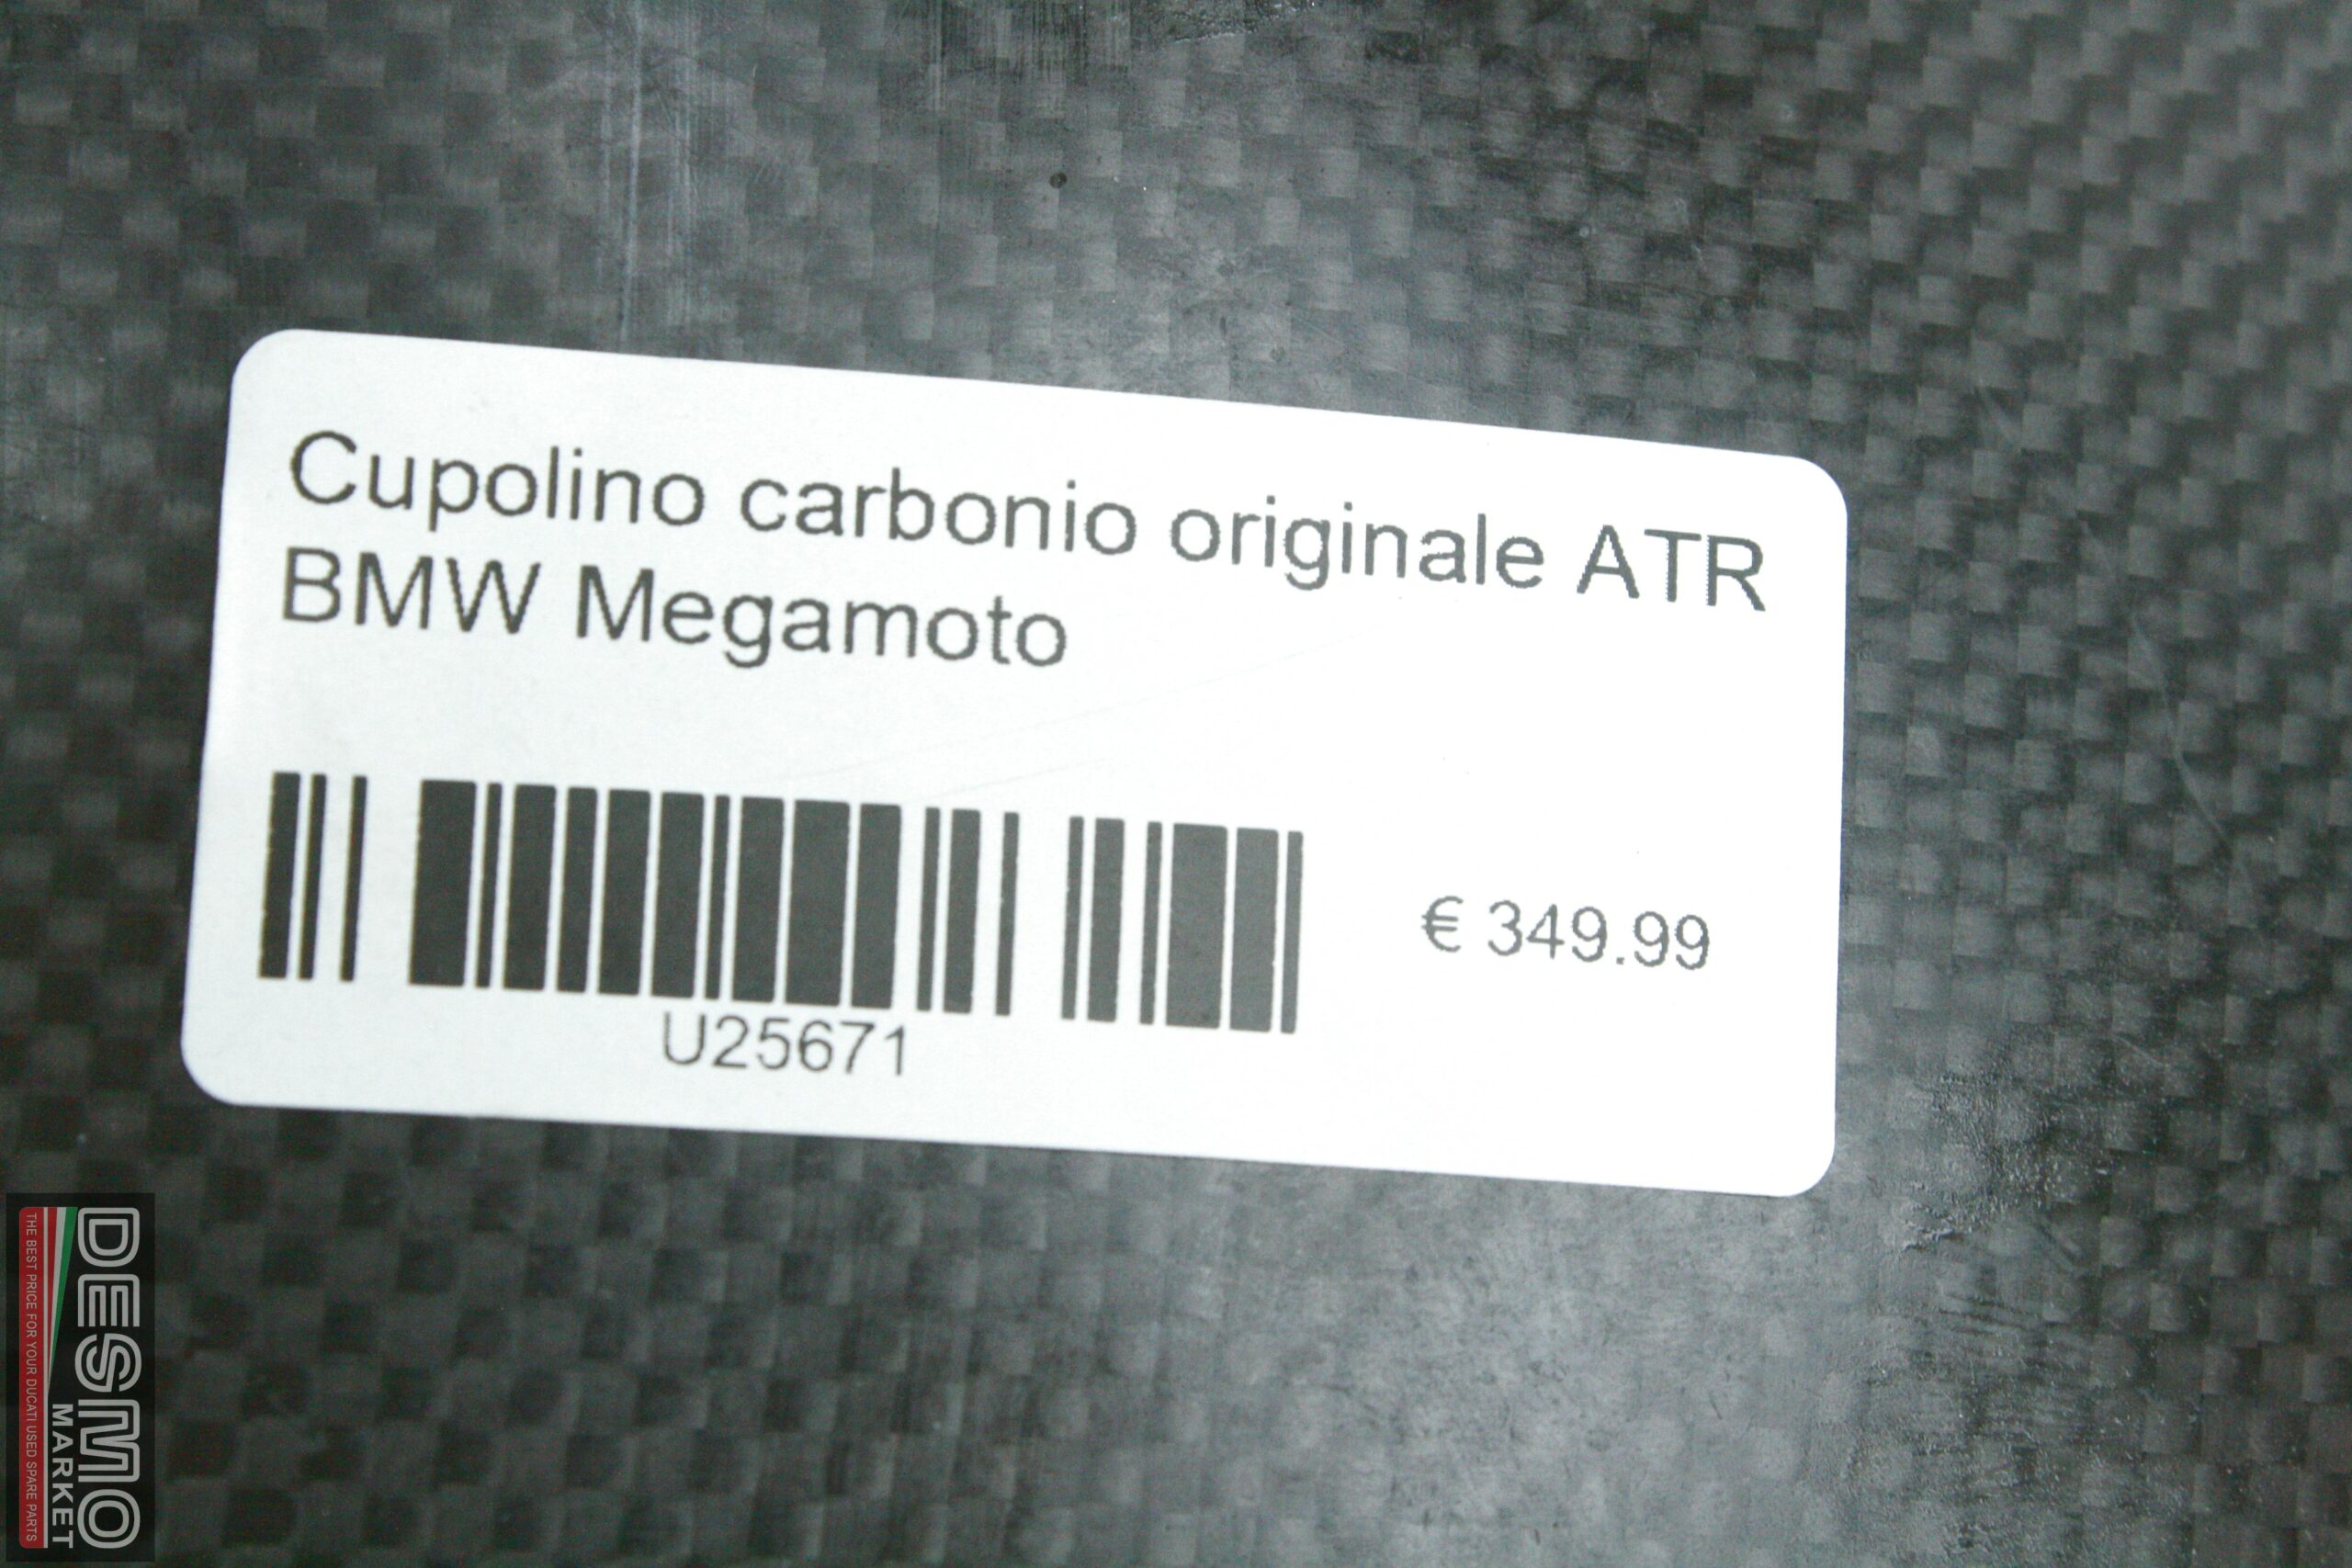 Cupolino carbonio originale ATR
BMW Megamoto
U25671
€ 349.99
DESMO
MARKET
THE BEST PRICE FOR YOUR DUCATI USED SPARE PARTS